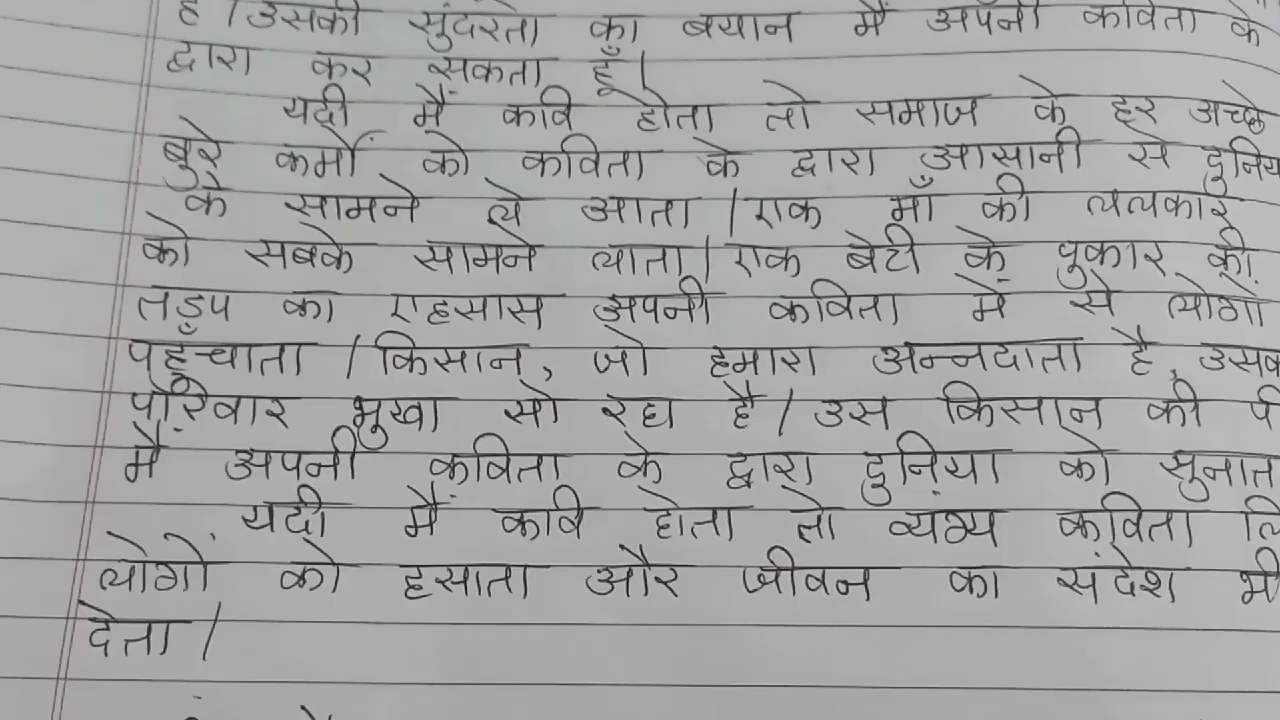 है । उसकी सुंदरता का बयान मैं अपनी कविता के
द्वारा कर सकता हूँ।
यदी मैं कवि होता तो समाज के हर अच्छे
बुरे कर्मों को कविता के द्वारा आसानी से
के सामने ले आता । एक माँ की ललकार
को सबके सामने लाता । एक बेटी के पुकार की
तड़प का एहसास अपनी कविता में से लोगों
पहुँचाता । किसान, जो हमारा अन्नदाता है,
परिवार भुखा सो रहा है । उस किसान की
मैं अपनी कविता के द्वारा दुनिया को
यदी मैं कवि होता तो व्यंग्य कविता
लोगों को हसाता और जीवन का संदेश भी
देता ।